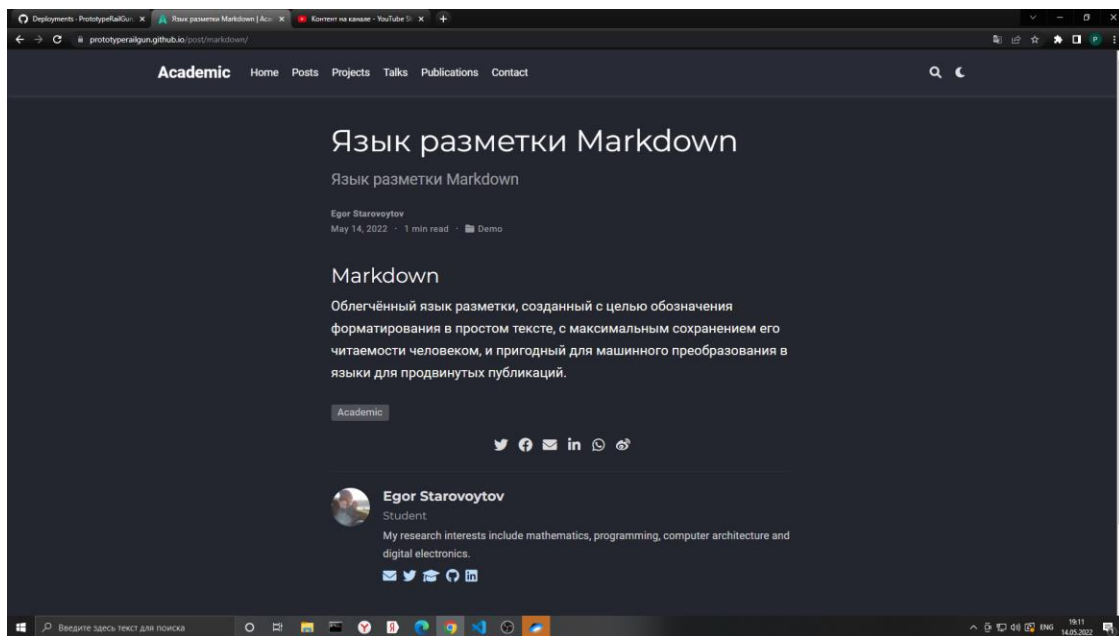 Deployments · PrototypeRailGun
Язык разметки Markdown | Aca
Контент на канале - YouTube St
prototyperailgun.github.io/post/markdown/
Academic Home Posts Projects Talks Publications Contact
Язык разметки Markdown
Язык разметки Markdown
Egor Starovoytov
May 14, 2022 · 1 min read · Demo
Markdown
Облегчённый язык разметки, созданный с целью обозначения
форматирования в простом тексте, с максимальным сохранением его
читаемости человеком, и пригодный для машинного преобразования в
языки для продвинутых публикаций.
Academic
Egor Starovoytov
Student
My research interests include mathematics, programming, computer architecture and
digital electronics.
Введите здесь текст для поиска
ENG
19:11
14.05.2022